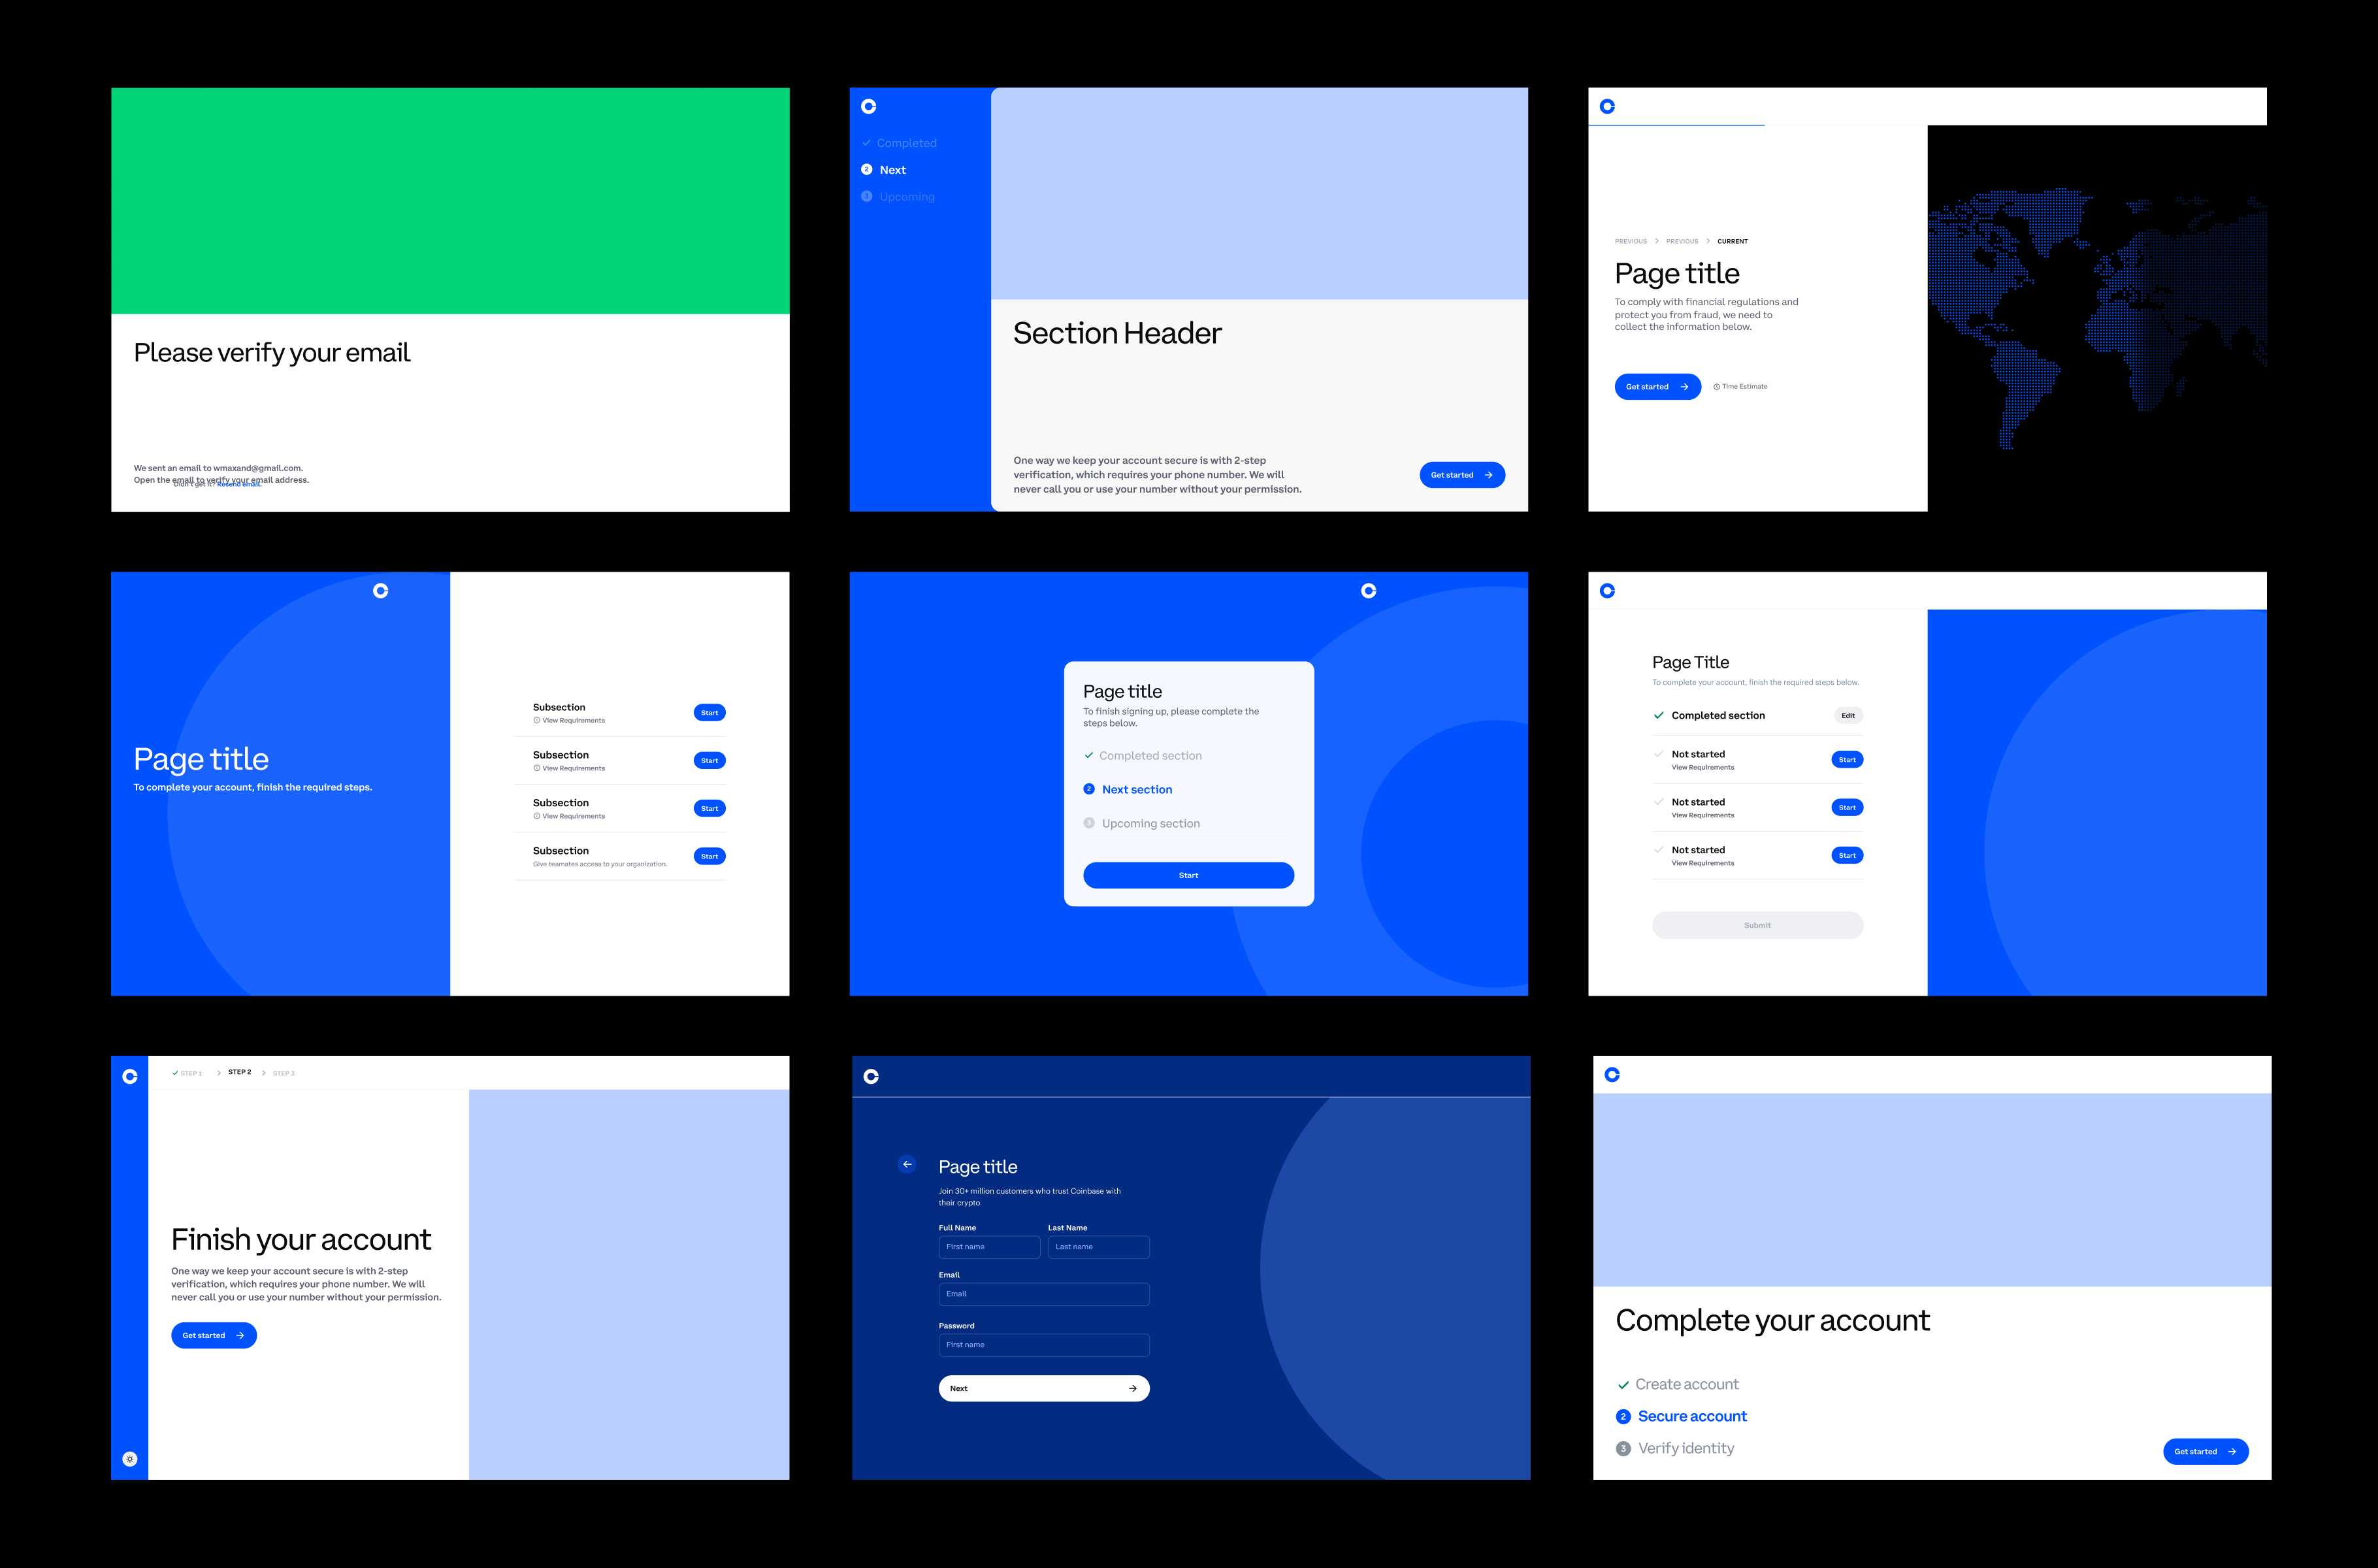 Please verify your email
We sent an email to wmaxand@gmail.com.
Open the email to verify your email address.
Didn't get it? Resend email.
Completed
2 Next
3 Upcoming
Section Header
One way we keep your account secure is with 2-step
verification, which requires your phone number. We will
never call you or use your number without your permission.
Get started
PREVIOUS > PREVIOUS > CURRENT
Page title
To comply with financial regulations and
protect you from fraud, we need to
collect the information below.
Get started
Time Estimate
Page title
To complete your account, finish the required steps.
Subsection
View Requirements
Start
Subsection
View Requirements
Start
Subsection
View Requirements
Start
Subsection
Give teamates access to your organization.
Start
Page title
To finish signing up, please complete the
steps below.
Completed section
2 Next section
3 Upcoming section
Start
Page Title
To complete your account, finish the required steps below.
Completed section
Edit
Not started
View Requirements
Start
Not started
View Requirements
Start
Not started
View Requirements
Start
Submit
STEP 1 > STEP 2 > STEP 3
Finish your account
One way we keep your account secure is with 2-step
verification, which requires your phone number. We will
never call you or use your number without your permission.
Get started
Page title
Join 30+ million customers who trust Coinbase with
their crypto
Full Name
Last Name
First name
Last name
Email
Email
Password
First name
Next
Complete your account
Create account
2 Secure account
3 Verify identity
Get started